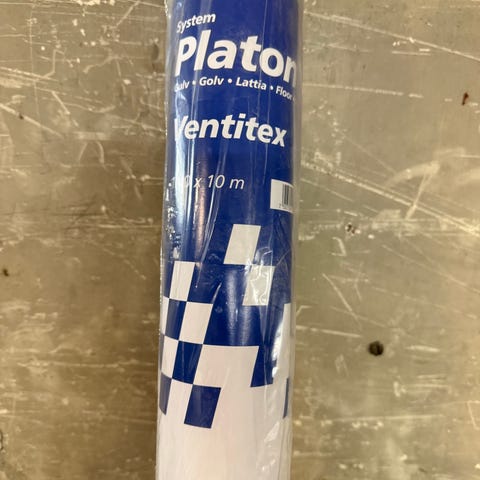 System
Platon
Gulv • Golv • Lattia • Floor
Ventitex
x 10 m